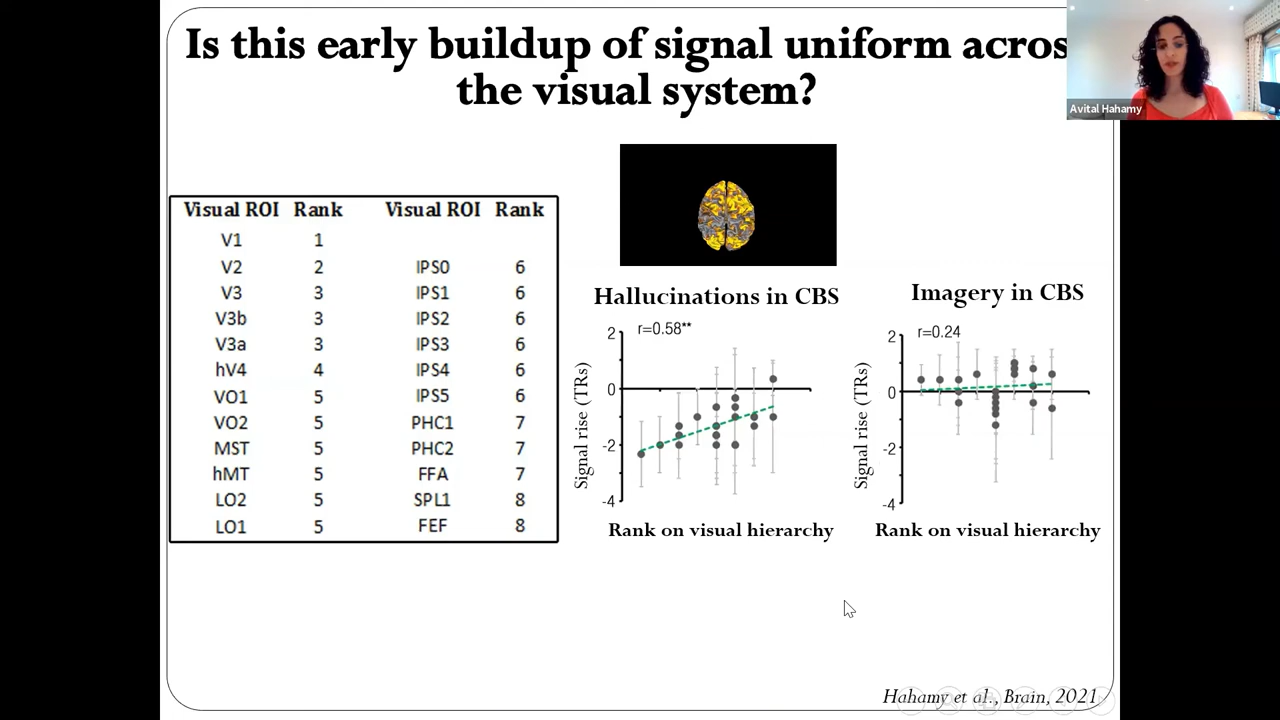 Is this early buildup of signal uniform acros
the visual system?
Avital Hahamy
Visual ROI Rank Visual ROI Rank
V1 1
V2 2 IPS0 6
V3 3 IPS1 6
V3b 3 IPS2 6
V3a 3 IPS3 6
hV4 4 IPS4 6
VO1 5 IPS5 6
VO2 5 PHC1 7
MST 5 PHC2 7
hMT 5 FFA 7
LO2 5 SPL1 8
LO1 5 FEF 8
Hallucinations in CBS
r=0.58**
2
0
-2
-4
Signal rise (TRs)
Rank on visual hierarchy
Imagery in CBS
r=0.24
2
0
-2
-4
Signal rise (TRs)
Rank on visual hierarchy
Hahamy et al., Brain, 2021